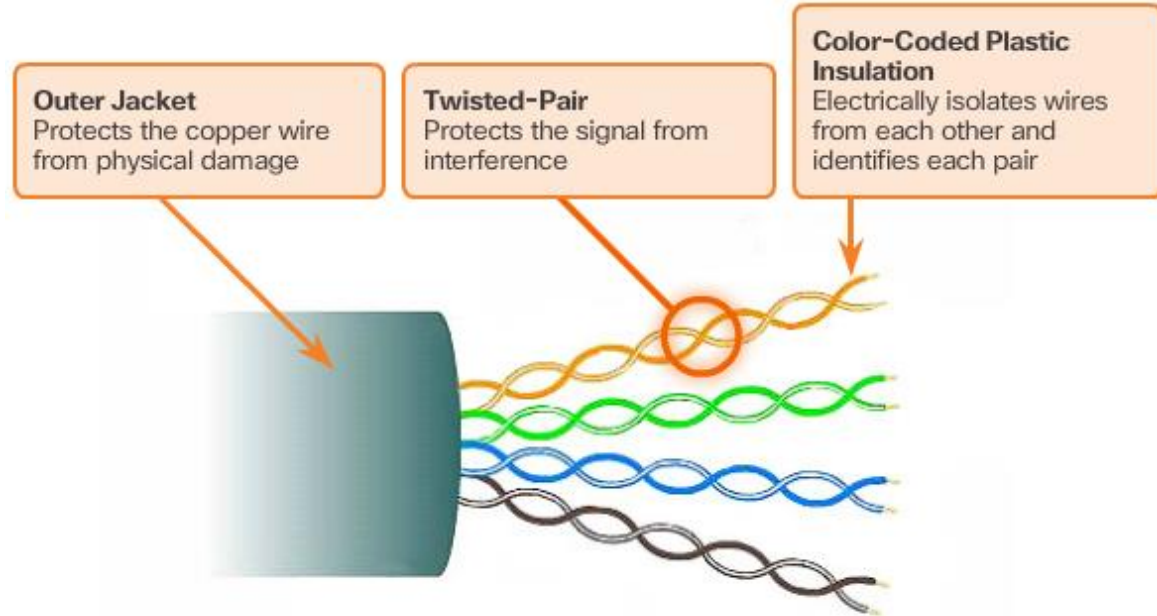 Outer Jacket
Protects the copper wire
from physical damage
Twisted-Pair
Protects the signal from
interference
Color-Coded Plastic
Insulation
Electrically isolates wires
from each other and
identifies each pair